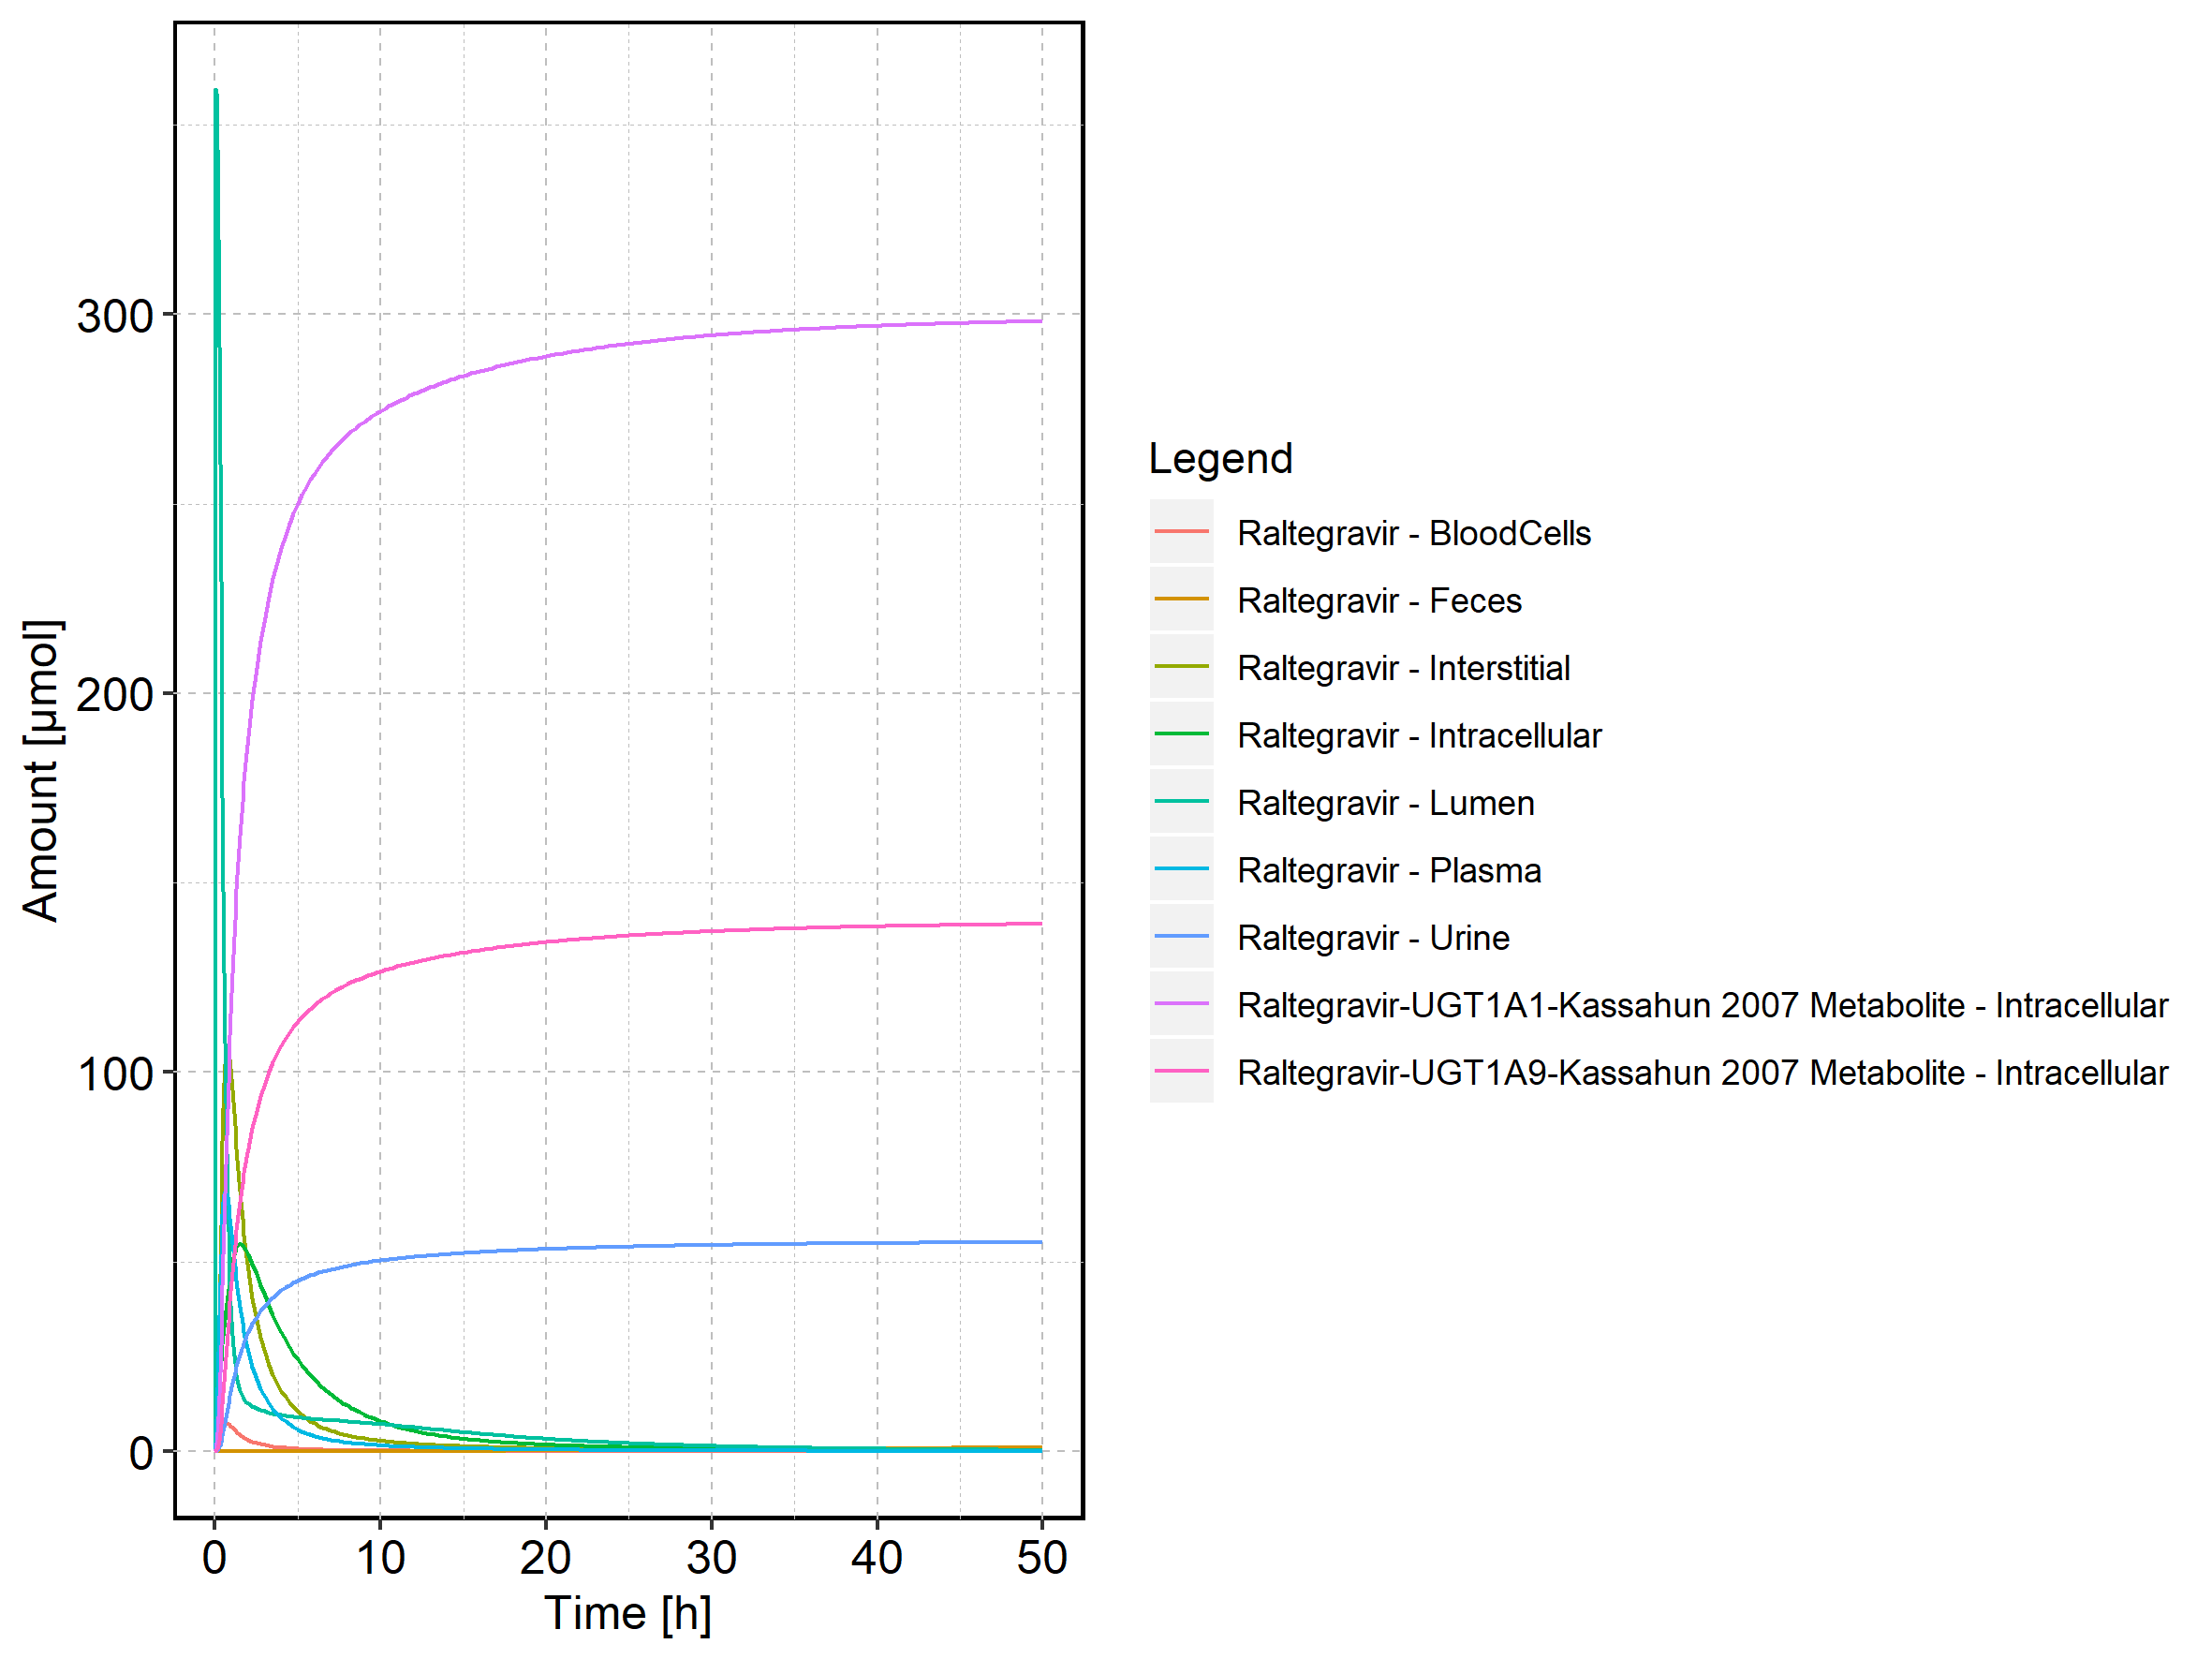 300
200
100
0
Amount [µmol]
0 10 20 30 40 50
Time [h]
Legend
Raltegravir - BloodCells
Raltegravir - Feces
Raltegravir - Interstitial
Raltegravir - Intracellular
Raltegravir - Lumen
Raltegravir - Plasma
Raltegravir - Urine
Raltegravir-UGT1A1-Kassahun 2007 Metabolite - Intracellular
Raltegravir-UGT1A9-Kassahun 2007 Metabolite - Intracellular